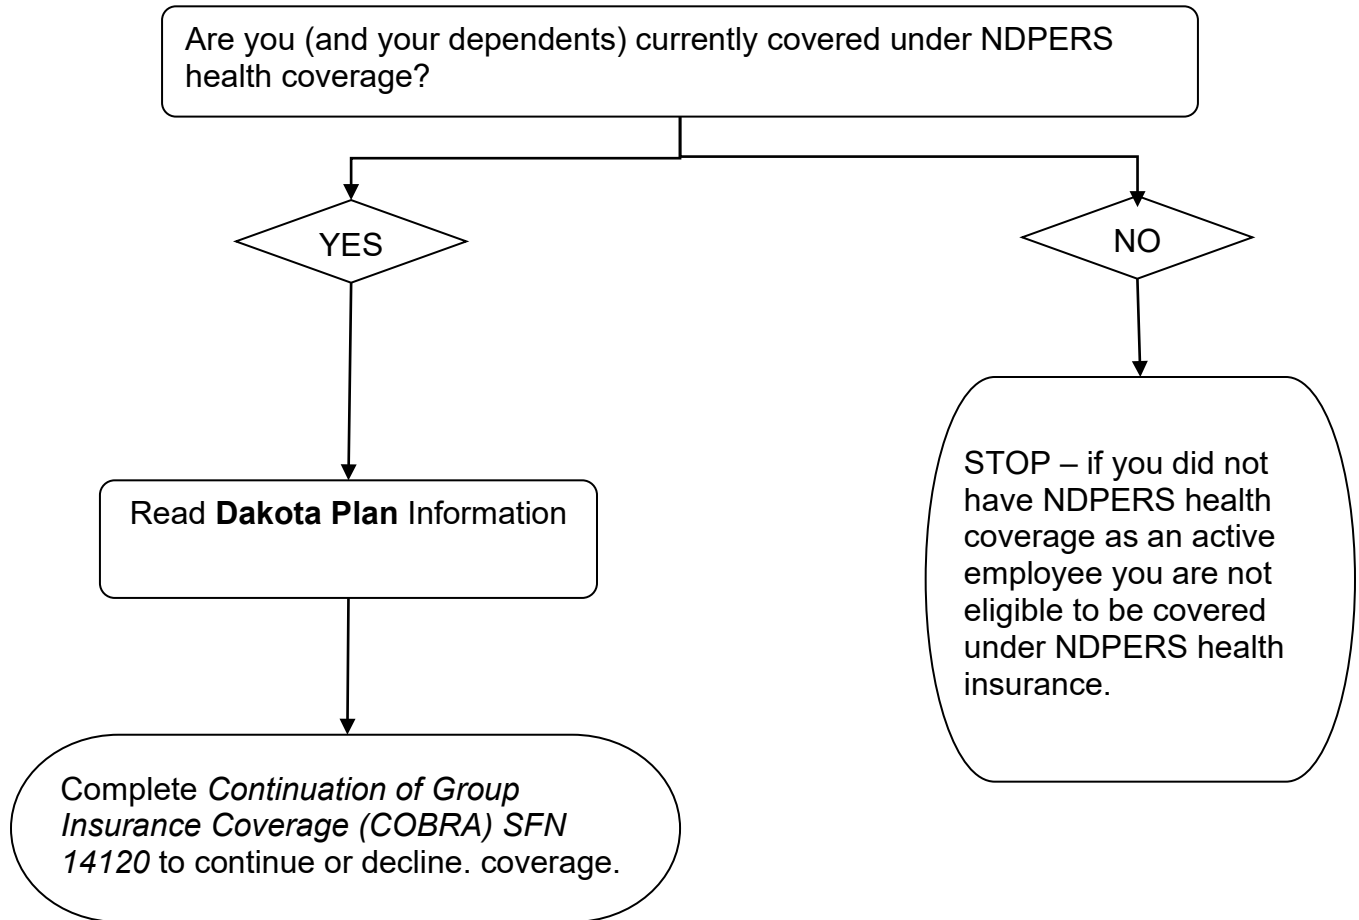 Are you (and your dependents) currently covered under NDPERS
health coverage?
YES
NO
Read Dakota Plan Information
STOP – if you did not
have NDPERS health
coverage as an active
employee you are not
eligible to be covered
under NDPERS health
insurance.
Complete Continuation of Group
Insurance Coverage (COBRA) SFN
14120 to continue or decline. coverage.